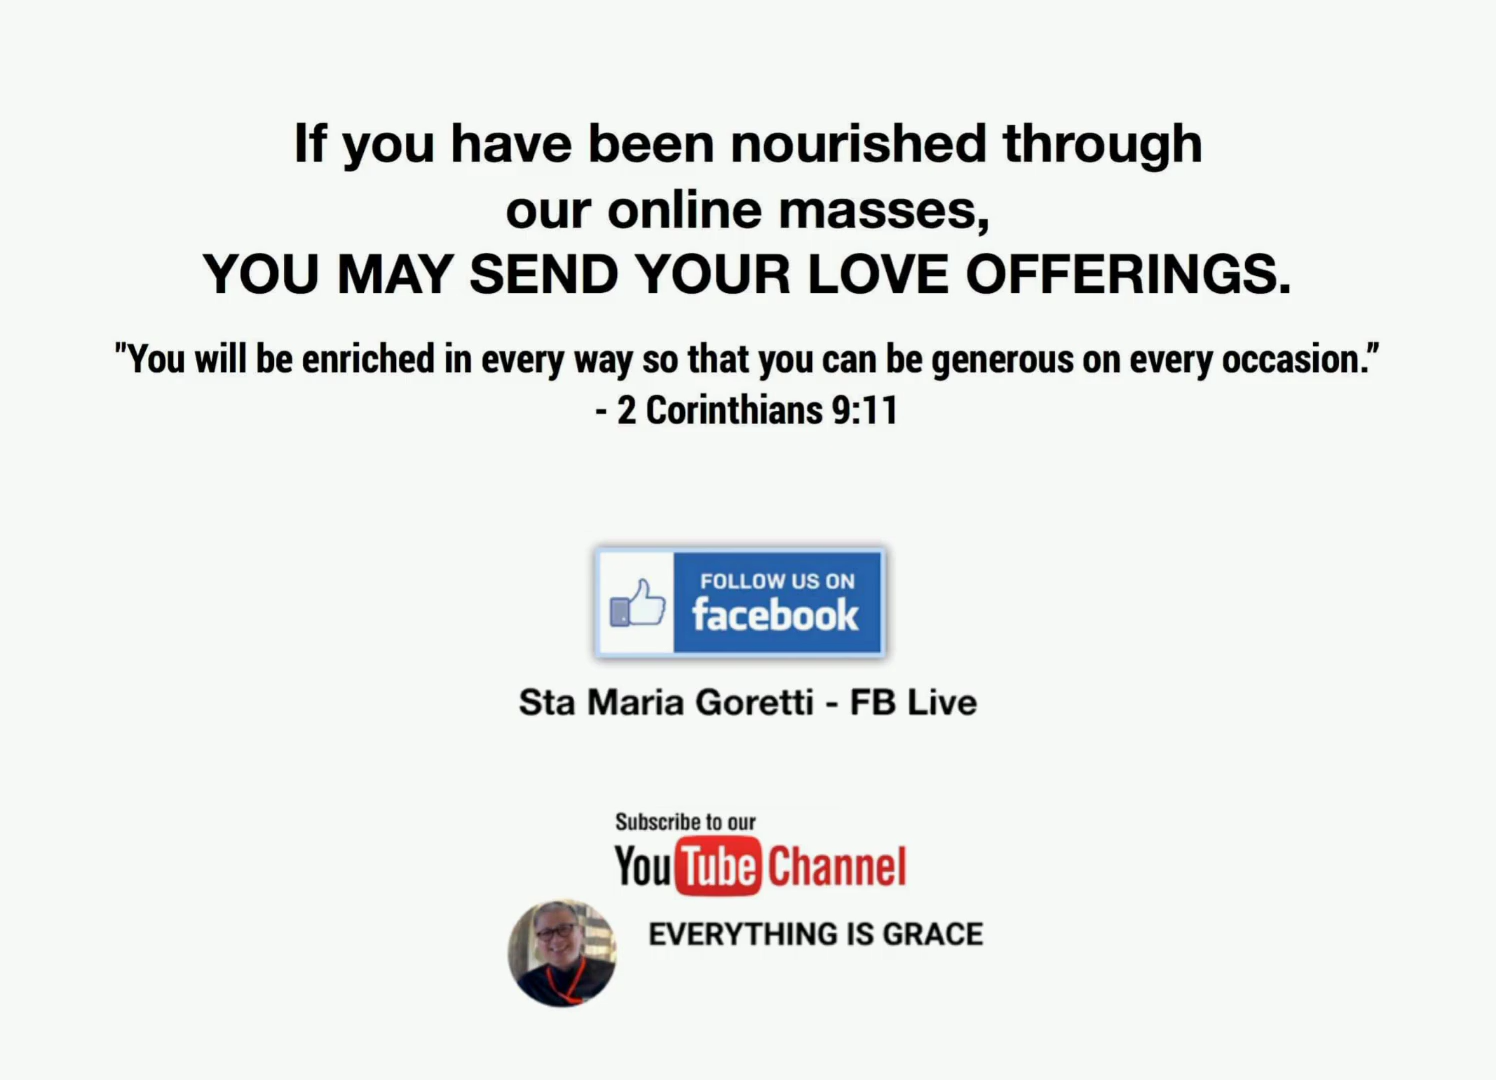 If you have been nourished through
our online masses,
YOU MAY SEND YOUR LOVE OFFERINGS.
"You will be enriched in every way so that you can be generous on every occasion.”
- 2 Corinthians 9:11
FOLLOW US ON
facebook
Sta Maria Goretti - FB Live
Subscribe to our
YouTube Channel
EVERYTHING IS GRACE